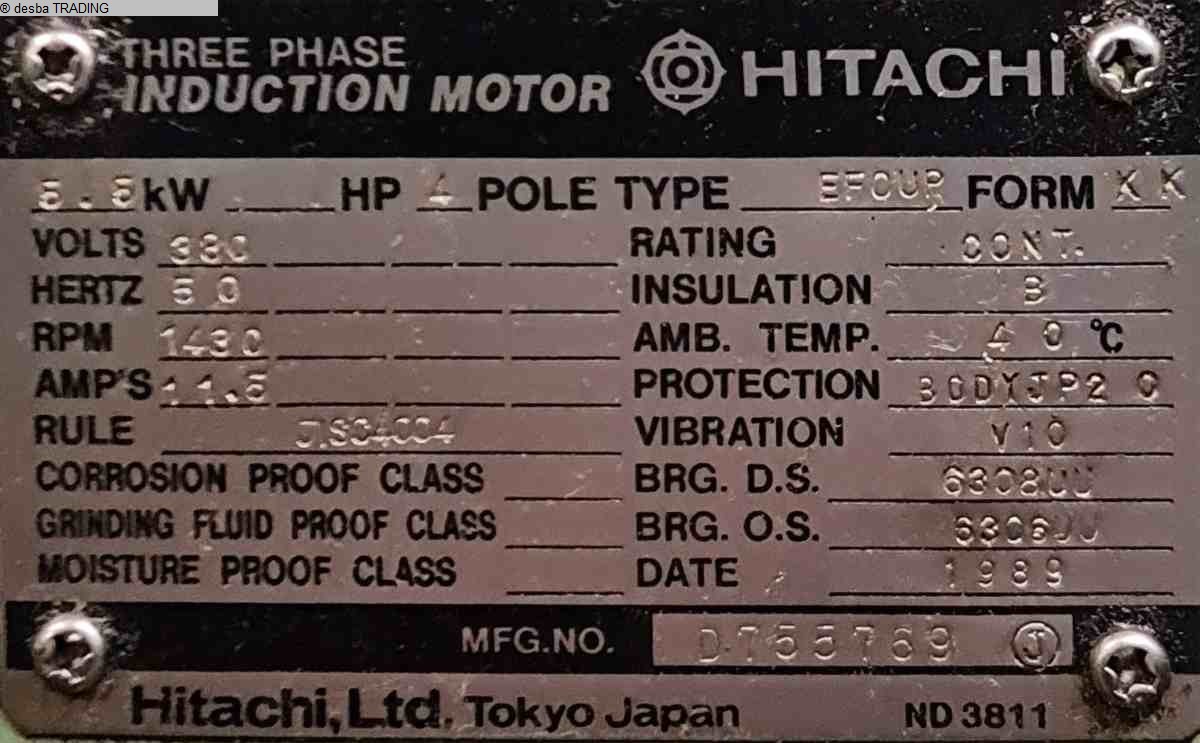 ® desba TRADING
THREE PHASE
INDUCTION MOTOR HITACHI
5.5 kW HP 4 POLE TYPE EFOUP FORM KK
VOLTS 380 RATING CONT.
HERTZ 50 INSULATION B
RPM 1430 AMB. TEMP. 40 °C
AMP'S 11.5 PROTECTION BODYJP20
RULE JISC4004 VIBRATION V10
CORROSION PROOF CLASS BRG. D.S. 6308UU
GRINDING FLUID PROOF CLASS BRG. O.S. 6306UU
MOISTURE PROOF CLASS DATE 1989
MFG.NO. D755769 J
Hitachi, Ltd. Tokyo Japan ND 3811